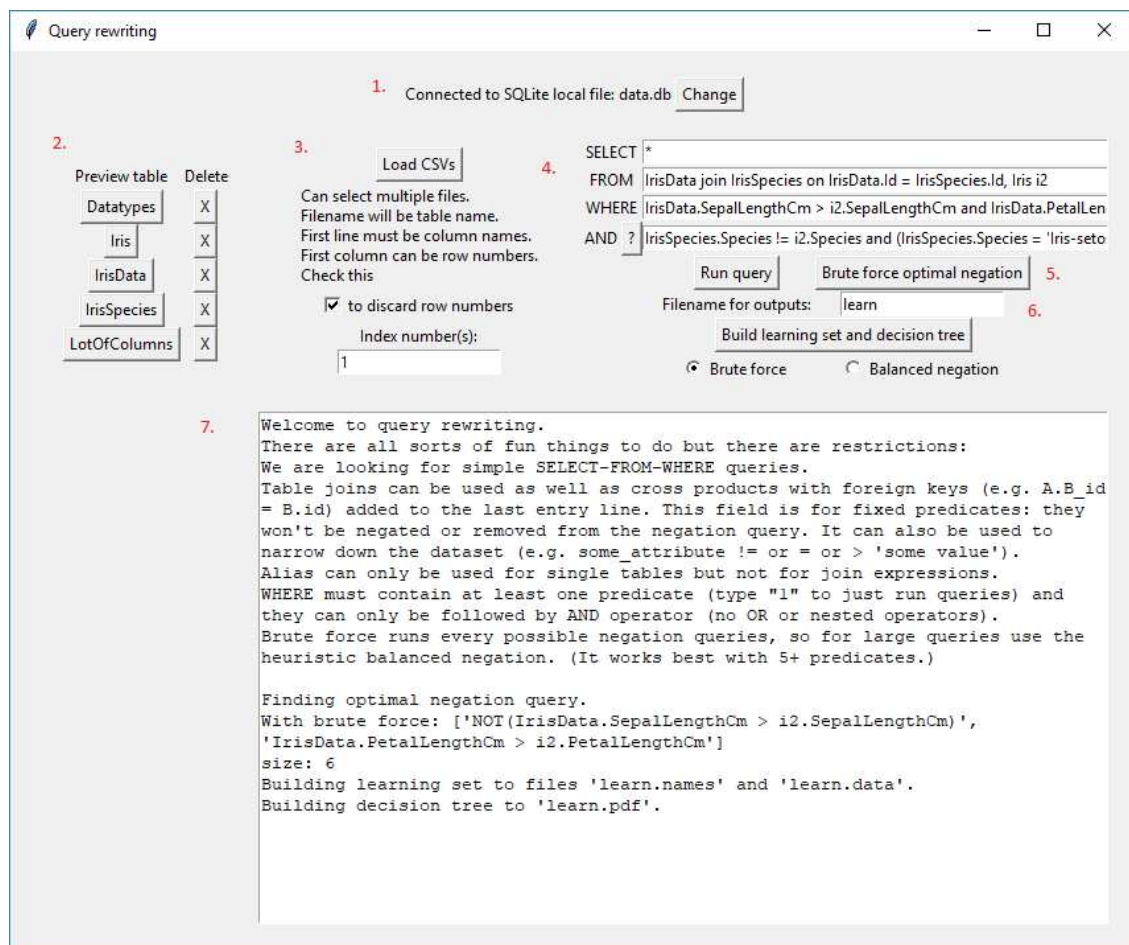 Query rewriting
1.
Connected to SQLite local file: data.db Change
2.
Preview table Delete
Datatypes X
Iris X
IrisData X
IrisSpecies X
LotOfColumns X
3.
Load CSVs
Can select multiple files.
Filename will be table name.
First line must be column names.
First column can be row numbers.
Check this
to discard row numbers
Index number(s):
1
4.
SELECT *
FROM IrisData join IrisSpecies on IrisData.Id = IrisSpecies.Id, Iris i2
WHERE IrisData.SepalLengthCm > i2.SepalLengthCm and IrisData.PetalLen
AND ? IrisSpecies.Species != i2.Species and (IrisSpecies.Species = 'Iris-seto
Run query Brute force optimal negation 5.
Filename for outputs: learn 6.
Build learning set and decision tree
Brute force Balanced negation
7.
Welcome to query rewriting.
There are all sorts of fun things to do but there are restrictions:
We are looking for simple SELECT-FROM-WHERE queries.
Table joins can be used as well as cross products with foreign keys (e.g. A.B_id
= B.id) added to the last entry line. This field is for fixed predicates: they
won't be negated or removed from the negation query. It can also be used to
narrow down the dataset (e.g. some_attribute != or = or > 'some value').
Alias can only be used for single tables but not for join expressions.
WHERE must contain at least one predicate (type "1" to just run queries) and
they can only be followed by AND operator (no OR or nested operators).
Brute force runs every possible negation queries, so for large queries use the
heuristic balanced negation. (It works best with 5+ predicates.)
Finding optimal negation query.
With brute force: ['NOT(IrisData.SepalLengthCm > i2.SepalLengthCm)',
'IrisData.PetalLengthCm > i2.PetalLengthCm']
size: 6
Building learning set to files 'learn.names' and 'learn.data'.
Building decision tree to 'learn.pdf'.